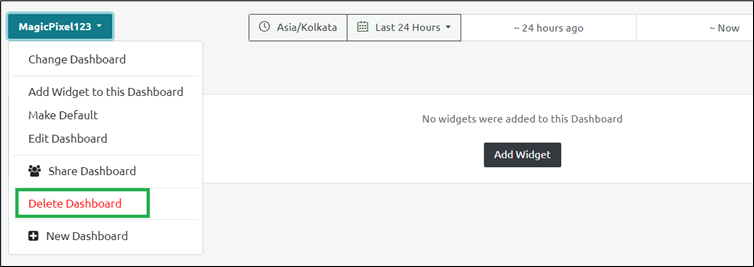 MagicPixel123
Asia/Kolkata
Last 24 Hours
~ 24 hours ago
~ Now
Change Dashboard
Add Widget to this Dashboard
Make Default
Edit Dashboard
Share Dashboard
Delete Dashboard
New Dashboard
No widgets were added to this Dashboard
Add Widget